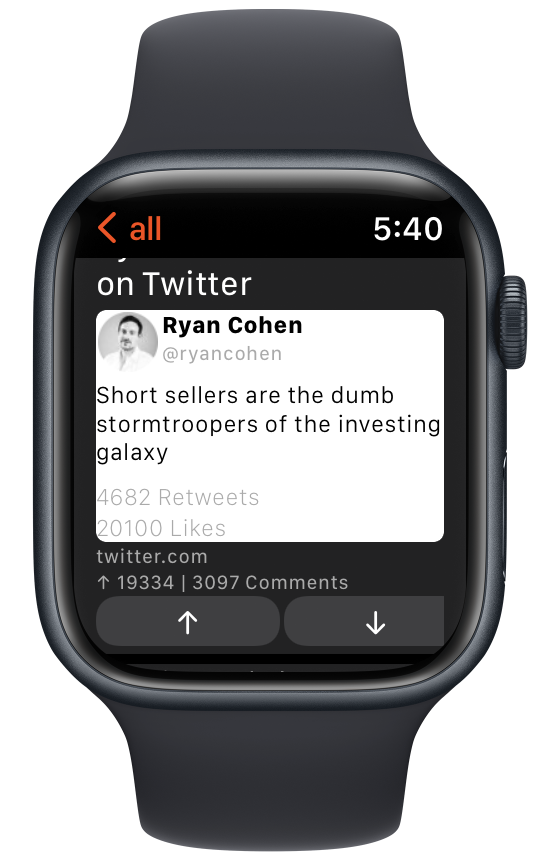 all
5:40
on Twitter
Ryan Cohen
@ryancohen
Short sellers are the dumb
stormtroopers of the investing
galaxy
4682 Retweets
20100 Likes
twitter.com
↑ 19334 | 3097 Comments